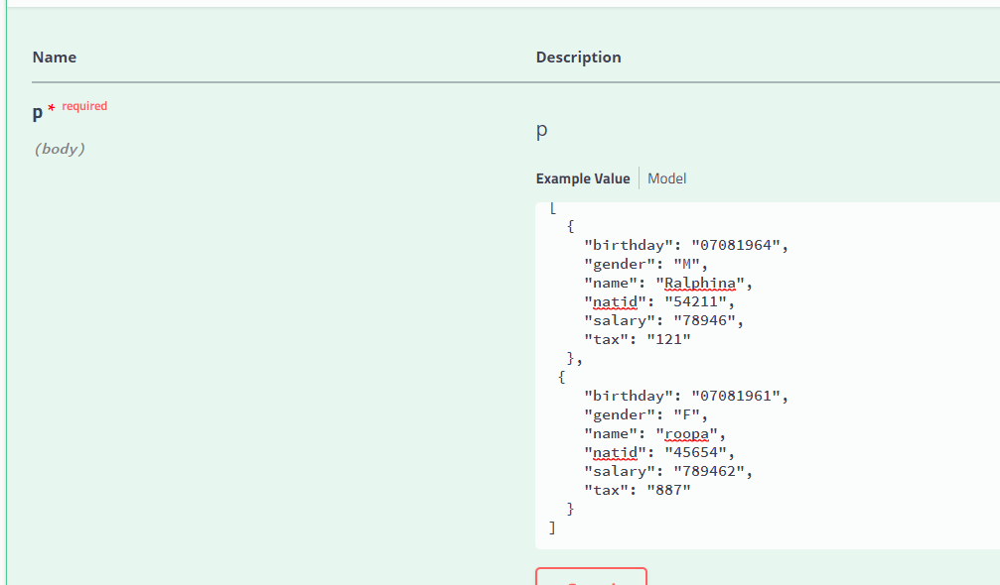 Name Description
p * required
(body)
p
Example Value Model
[
{
"birthday": "07081964",
"gender": "M",
"name": "Ralphina",
"natid": "54211",
"salary": "78946",
"tax": "121"
},
{
"birthday": "07081961",
"gender": "F",
"name": "roopa",
"natid": "45654",
"salary": "789462",
"tax": "887"
}
]